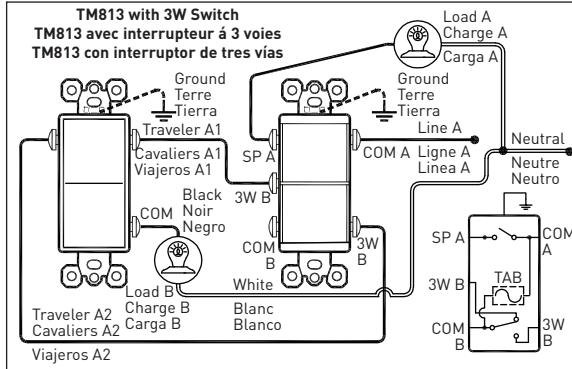 TM813 with 3W Switch
TM813 avec interrupteur á 3 voies
TM813 con interruptor de tres vías
Load A
Charge A
Carga A
Ground
Terre
Tierra
Ground
Terre
Tierra
Traveler A1
Cavaliers A1
Viajeros A1
SP A
COM A
Line A
Ligne A
Linea A
Neutral
Neutre
Neutro
3W B
Black
Noir
Negro
COM
COM
B
3W
B
Load B
Charge B
Carga B
White
Blanc
Blanco
Traveler A2
Cavaliers A2
Viajeros A2
SP A
COM
A
3W B
TAB
COM
B
3W
B